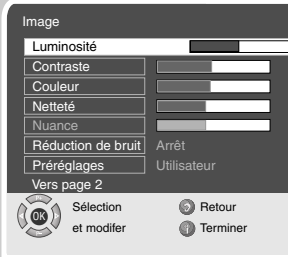 Image
Luminosité
Contraste
Couleur
Netteté
Nuance
Réduction de bruit Arrêt
Préréglages Utilisateur
Vers page 2
Sélection Retour
OK
et modifer Terminer